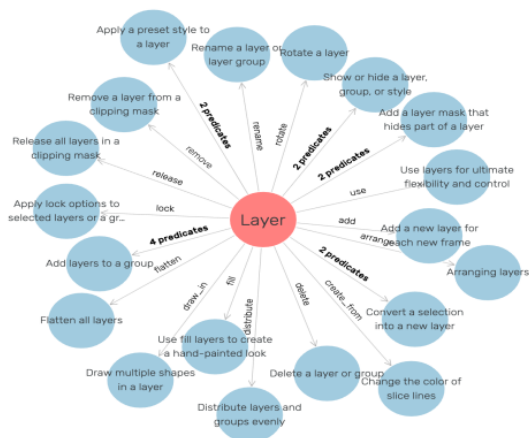 Apply a preset style to
a layer
Rename a layer or
layer group
Rotate a layer
Show or hide a layer,
group, or style
Remove a layer from a
clipping mask
Add a layer mask that
hides part of a layer
Release all layers in a
clipping mask
Use layers for ultimate
flexibility and control
Apply lock options to
selected layers or a gr...
Add a new layer for
each new frame
Add layers to a group
Arranging layers
Flatten all layers
Convert a selection
into a new layer
Use fill layers to create
a hand-painted look
Draw multiple shapes
in a layer
Delete a layer or group
Change the color of
slice lines
Distribute layers and
groups evenly
Layer
2 predicates
rename
rotate
2 predicates
2 predicates
remove
release
use
lock
add
arrange
4 predicates
flatten
2 predicates
draw_in
fill
distribute
delete
create_from